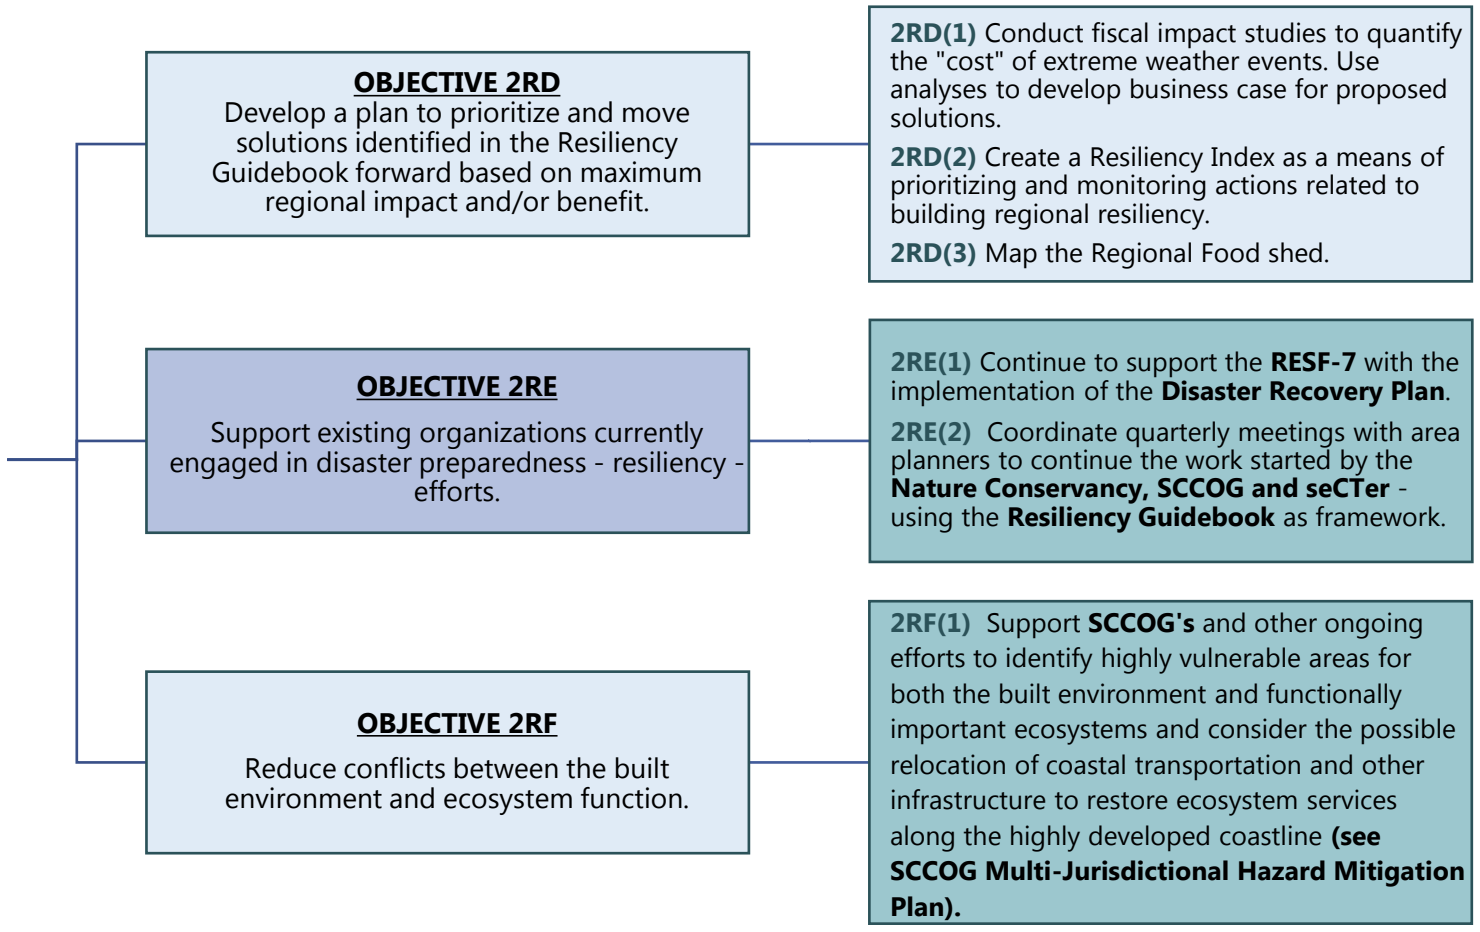 OBJECTIVE 2RD
Develop a plan to prioritize and move
solutions identified in the Resiliency
Guidebook forward based on maximum
regional impact and/or benefit.
2RD(1) Conduct fiscal impact studies to quantify
the "cost" of extreme weather events. Use
analyses to develop business case for proposed
solutions.
2RD(2) Create a Resiliency Index as a means of
prioritizing and monitoring actions related to
building regional resiliency.
2RD(3) Map the Regional Food shed.
OBJECTIVE 2RE
Support existing organizations currently
engaged in disaster preparedness - resiliency -
efforts.
2RE(1) Continue to support the RESF-7 with the
implementation of the Disaster Recovery Plan.
2RE(2) Coordinate quarterly meetings with area
planners to continue the work started by the
Nature Conservancy, SCCOG and seCTer -
using the Resiliency Guidebook as framework.
OBJECTIVE 2RF
Reduce conflicts between the built
environment and ecosystem function.
2RF(1) Support SCCOG's and other ongoing
efforts to identify highly vulnerable areas for
both the built environment and functionally
important ecosystems and consider the possible
relocation of coastal transportation and other
infrastructure to restore ecosystem services
along the highly developed coastline (see
SCCOG Multi-Jurisdictional Hazard Mitigation
Plan).